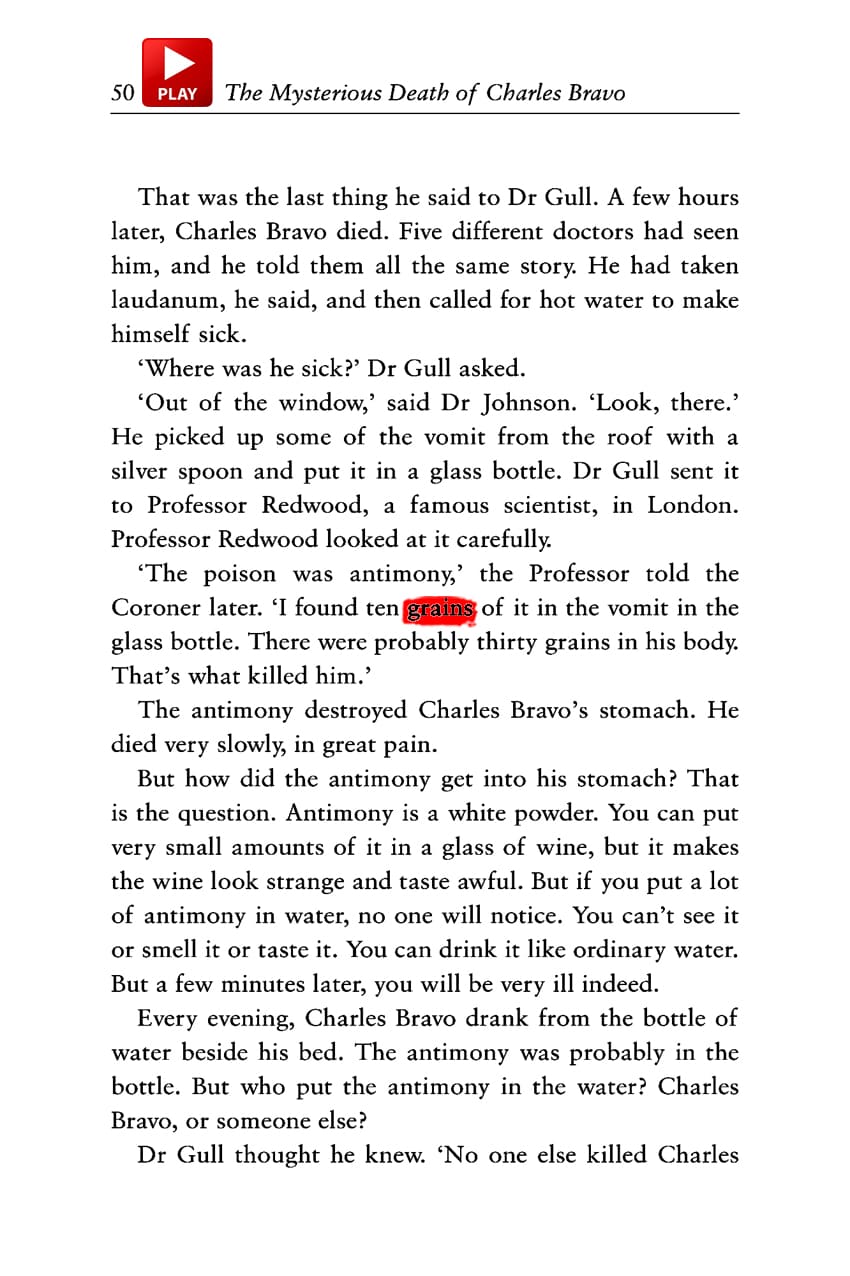 50 PLAY The Mysterious Death of Charles Bravo
That was the last thing he said to Dr Gull. A few hours
later, Charles Bravo died. Five different doctors had seen
him, and he told them all the same story. He had taken
laudanum, he said, and then called for hot water to make
himself sick.
‘Where was he sick?’ Dr Gull asked.
‘Out of the window,’ said Dr Johnson. ‘Look, there.’
He picked up some of the vomit from the roof with a
silver spoon and put it in a glass bottle. Dr Gull sent it
to Professor Redwood, a famous scientist, in London.
Professor Redwood looked at it carefully.
‘The poison was antimony,’ the Professor told the
Coroner later. ‘I found ten grains of it in the vomit in the
glass bottle. There were probably thirty grains in his body.
That’s what killed him.’
The antimony destroyed Charles Bravo’s stomach. He
died very slowly, in great pain.
But how did the antimony get into his stomach? That
is the question. Antimony is a white powder. You can put
very small amounts of it in a glass of wine, but it makes
the wine look strange and taste awful. But if you put a lot
of antimony in water, no one will notice. You can’t see it
or smell it or taste it. You can drink it like ordinary water.
But a few minutes later, you will be very ill indeed.
Every evening, Charles Bravo drank from the bottle of
water beside his bed. The antimony was probably in the
bottle. But who put the antimony in the water? Charles
Bravo, or someone else?
Dr Gull thought he knew. ‘No one else killed Charles